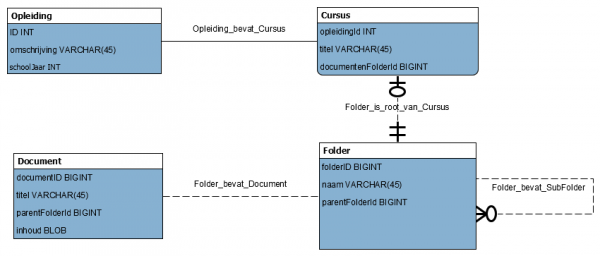 Opleiding
ID INT
omschrijving VARCHAR(45)
schoolJaar INT
Opleiding_bevat_Cursus
Cursus
opleidingId INT
titel VARCHAR(45)
documentenFolderId BIGINT
Folder_is_root_van_Cursus
Document
documentID BIGINT
titel VARCHAR(45)
parentFolderId BIGINT
inhoud BLOB
Folder_bevat_Document
Folder
folderID BIGINT
naam VARCHAR(45)
parentFolderId BIGINT
Folder_bevat_SubFolder